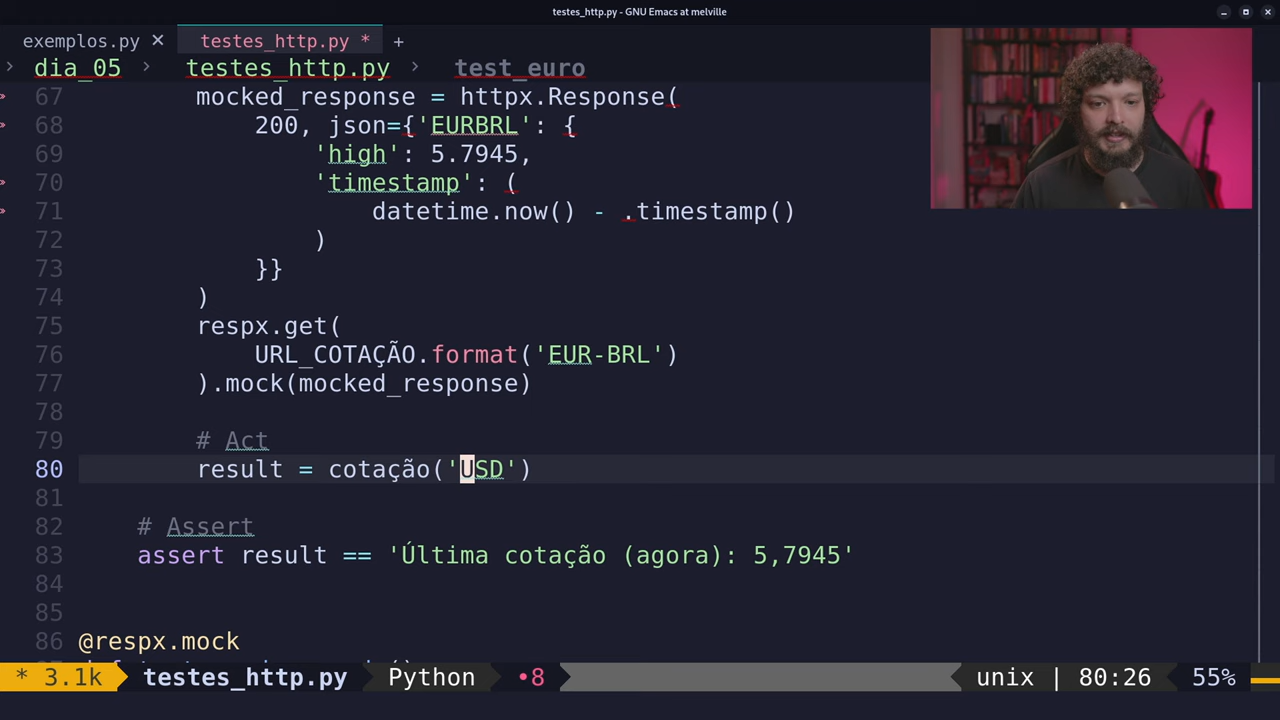 testes_http.py - GNU Emacs at melville
exemplos.py × testes_http.py * +
> dia_05 > testes_http.py > test_euro
67 mocked_response = httpx.Response(
68 200, json={'EURBRL': {
69 'high': 5.7945,
70 'timestamp': (
71 datetime.now() - .timestamp()
72 )
73 }}
74 )
75 respx.get(
76 URL_COTAÇÃO.format('EUR-BRL')
77 ).mock(mocked_response)
78
79 # Act
80 result = cotação('USD')
81
82 # Assert
83 assert result == 'Última cotação (agora): 5,7945'
84
85
86 @respx.mock
* 3.1k testes_http.py Python •8 unix | 80:26 55%